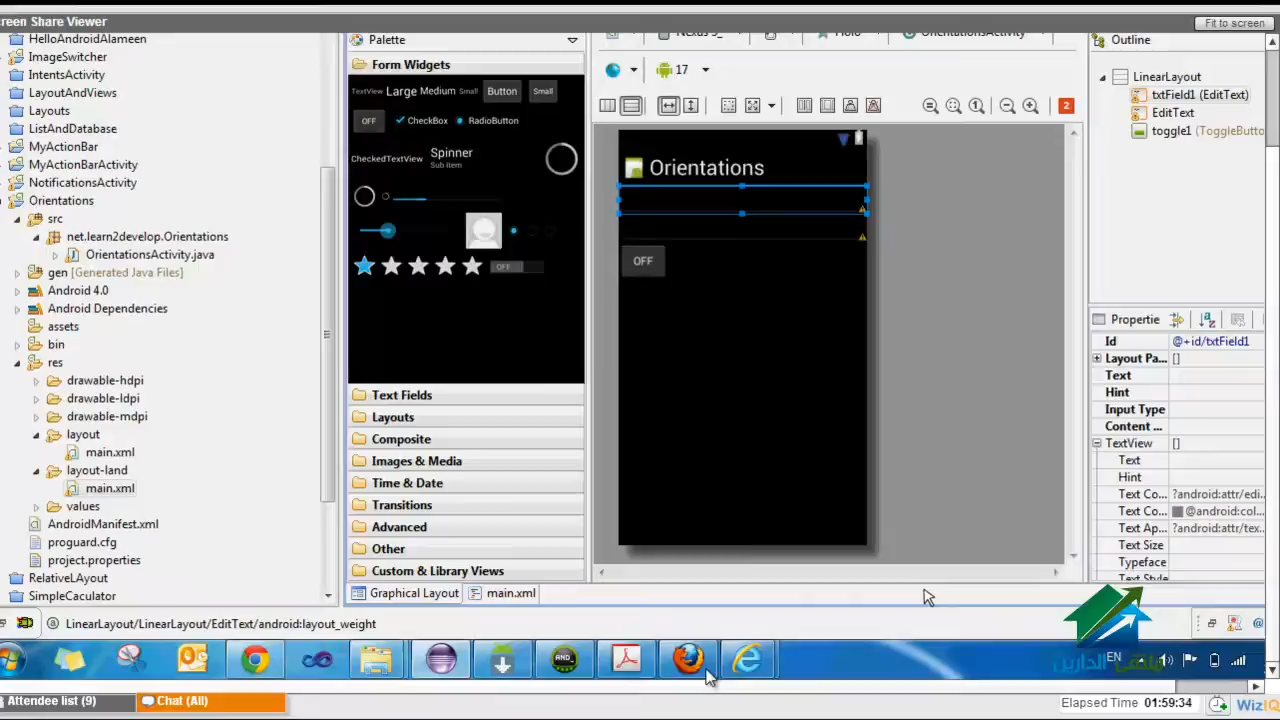 creen Share Viewer
Fit to screen
HelloAndroidAlameen
ImageSwitcher
IntentsActivity
LayoutAndViews
Layouts
ListAndDatabase
MyActionBar
MyActionBarActivity
NotificationsActivity
Orientations
src
net.learn2develop.Orientations
OrientationsActivity.java
gen [Generated Java Files]
Android 4.0
Android Dependencies
assets
bin
res
drawable-hdpi
drawable-ldpi
drawable-mdpi
layout
main.xml
layout-land
main.xml
values
AndroidManifest.xml
proguard.cfg
project.properties
RelativeLAyout
SimpleCaculator
Palette
Form Widgets
TextView Large Medium Small Button Small
OFF CheckBox RadioButton
CheckedTextView Spinner
Sub Item
OFF
Text Fields
Layouts
Composite
Images & Media
Time & Date
Transitions
Advanced
Other
Custom & Library Views
Graphical Layout main.xml
17
2
Orientations
OFF
Outline
LinearLayout
txtField1 (EditText)
EditText
toggle1 (ToggleButto
Propertie
Id @+id/txtField1
Layout Pa... []
Text
Hint
Input Type
Content ...
TextView []
Text
Hint
Text Co... ?android:attr/edi...
Text Co... @android:col...
Text Ap... ?android:attr/tex...
Text Size
Typeface
Text Style
LinearLayout/LinearLayout/EditText/android:layout_weight
EN
ملتقى الدارين
Attendee list (9) Chat (All)
Elapsed Time 01:59:34
WizIQ